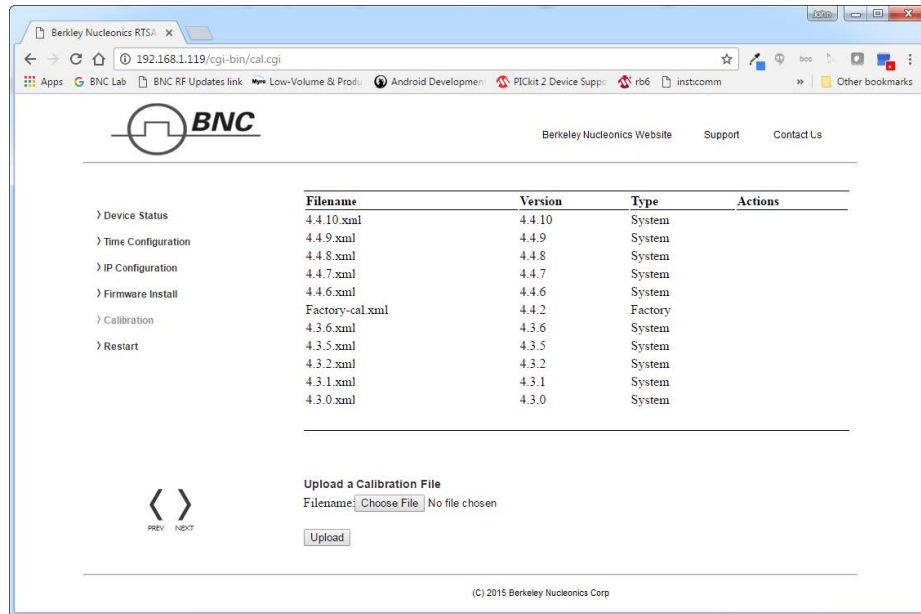 John
Berkley Nucleonics RTSA
192.168.1.119/cgi-bin/cal.cgi
Apps BNC Lab BNC RF Updates link Low-Volume & Produ Android Developmen PICkit 2 Device Suppo rb6 inst:comm » Other bookmarks
BNC
Berkeley Nucleonics Website Support Contact Us
Filename Version Type Actions
4.4.10.xml 4.4.10 System
4.4.9.xml 4.4.9 System
4.4.8.xml 4.4.8 System
4.4.7.xml 4.4.7 System
4.4.6.xml 4.4.6 System
Factory-cal.xml 4.4.2 Factory
4.3.6.xml 4.3.6 System
4.3.5.xml 4.3.5 System
4.3.2.xml 4.3.2 System
4.3.1.xml 4.3.1 System
4.3.0.xml 4.3.0 System
› Device Status
› Time Configuration
› IP Configuration
› Firmware Install
› Calibration
› Restart
PREV NEXT
Upload a Calibration File
Filename: Choose File No file chosen
Upload
(C) 2015 Berkeley Nucleonics Corp